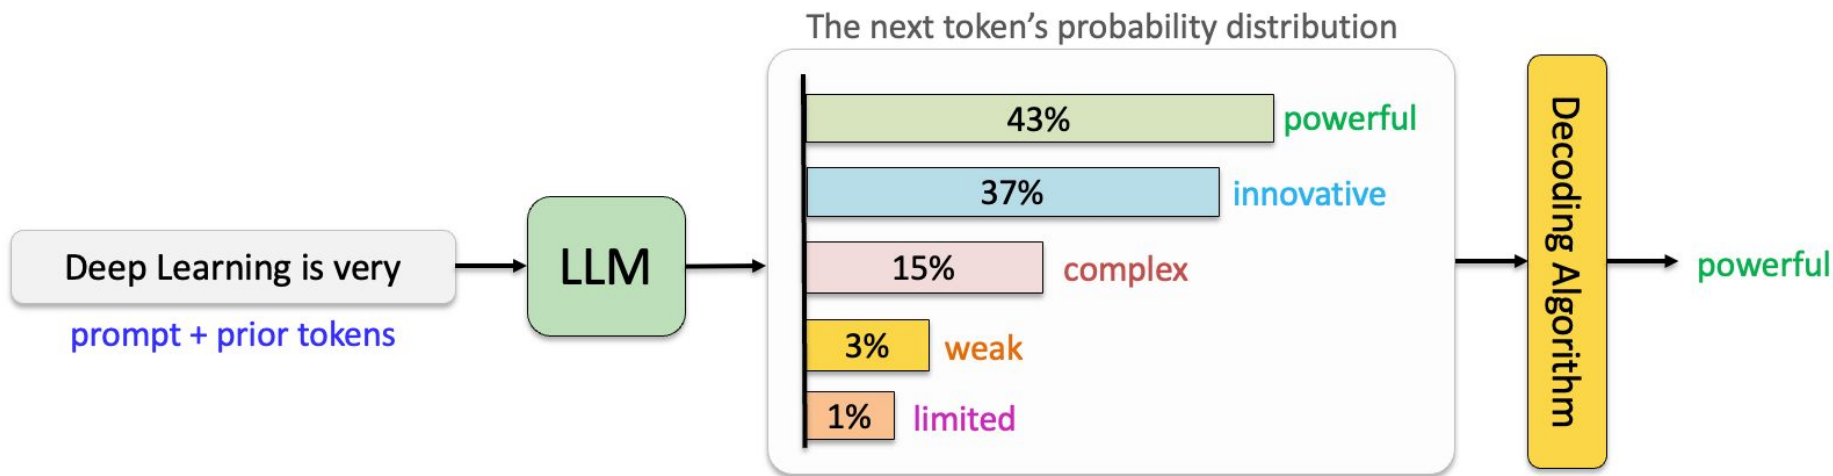 The next token's probability distribution
Deep Learning is very
prompt + prior tokens
LLM
43% powerful
37% innovative
15% complex
3% weak
1% limited
Decoding Algorithm
powerful